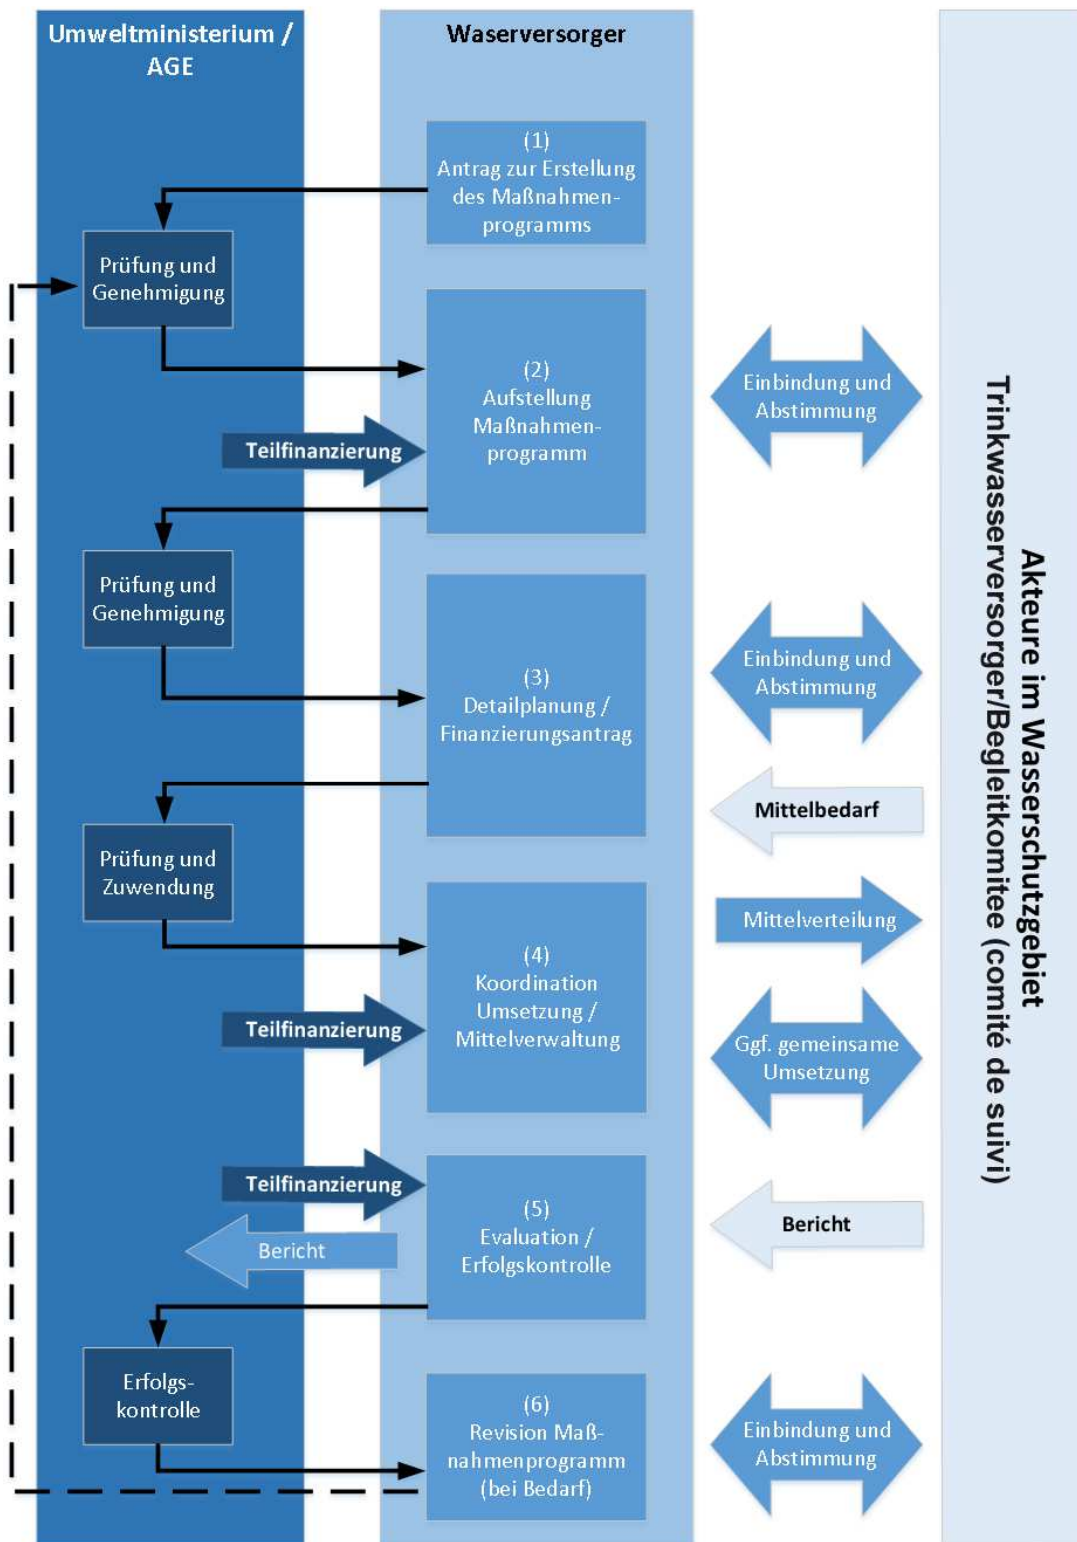 Umweltministerium /
AGE
Waserversorger
(1)
Antrag zur Erstellung
des Maßnahmen-
programms
Prüfung und
Genehmigung
(2)
Aufstellung
Maßnahmen-
programm
Einbindung und
Abstimmung
Teilfinanzierung
Prüfung und
Genehmigung
(3)
Detailplanung /
Finanzierungsantrag
Einbindung und
Abstimmung
Mittelbedarf
Prüfung und
Zuwendung
(4)
Koordination
Umsetzung /
Mittelverwaltung
Mittelverteilung
Teilfinanzierung
Ggf. gemeinsame
Umsetzung
Teilfinanzierung
Bericht
(5)
Evaluation /
Erfolgskontrolle
Bericht
Erfolgs-
kontrolle
(6)
Revision Maß-
nahmenprogramm
(bei Bedarf)
Einbindung und
Abstimmung
Akteure im Wasserschutzgebiet
Trinkwasserversorger/Begleitkomitee (comité de suivi)